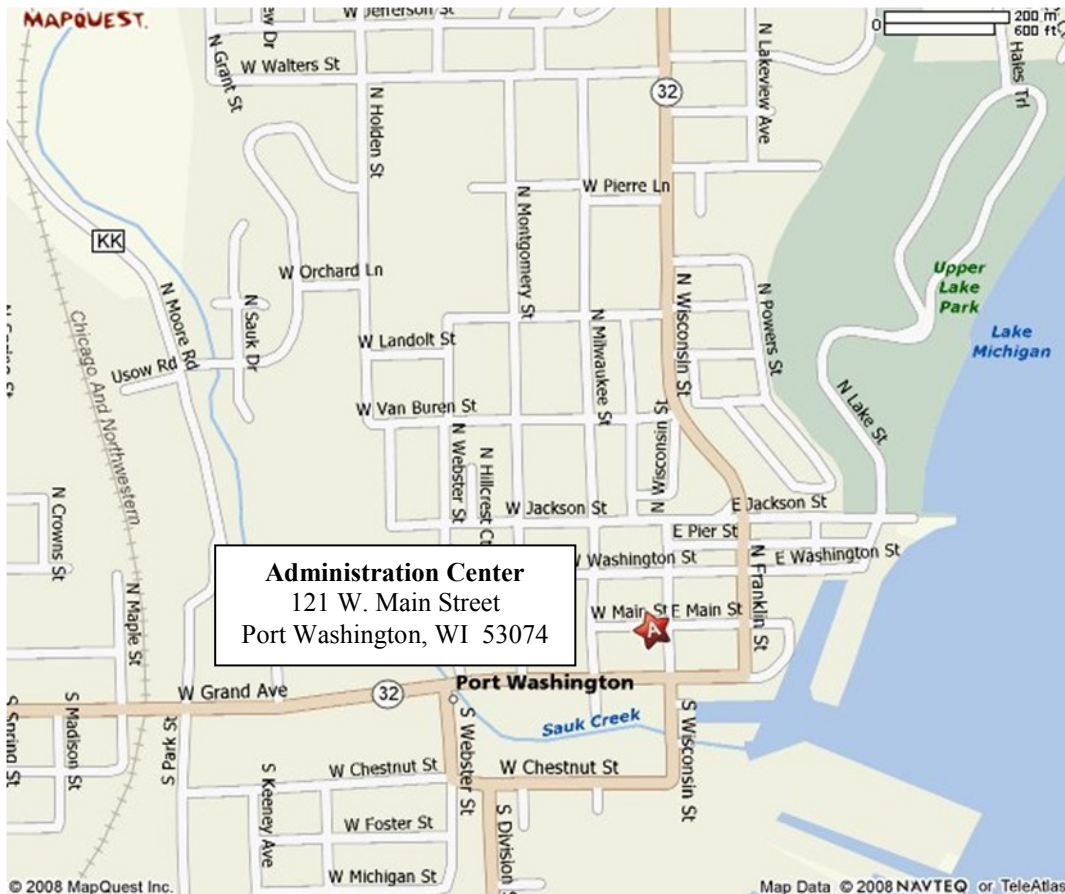 MAPQUEST.
W Jefferson St
200 m
0
600 ft
N Grant St
W Walters St
N Holden St
N Lakeview Ave
Hales Trl
32
W Pierre Ln
N Montgomery St
KK
W Orchard Ln
N Moore Rd
N Sauk Dr
N Wisconsin St
N Powers St
Upper
Lake
Park
Lake
Michigan
Chicago And Northwestern
N Milwaukee St
W Landolt St
Usow Rd
N Lake St
W Van Buren St
N Webster St
N Hillcrest Ct
N Wisconsin St
N Crowns St
W Jackson St
E Jackson St
E Pier St
W Washington St
E Washington St
N Franklin St
Administration Center
121 W. Main Street
Port Washington, WI 53074
N Maple St
W Main St
E Main St
A
W Grand Ave
32
Port Washington
S Spring St
S Madison St
S Park St
Sauk Creek
S Webster St
S Wisconsin St
W Chestnut St
W Chestnut St
S Keeney Ave
W Foster St
S Division S
W Michigan St
© 2008 MapQuest Inc.
Map Data © 2008 NAVTEQ or TeleAtlas